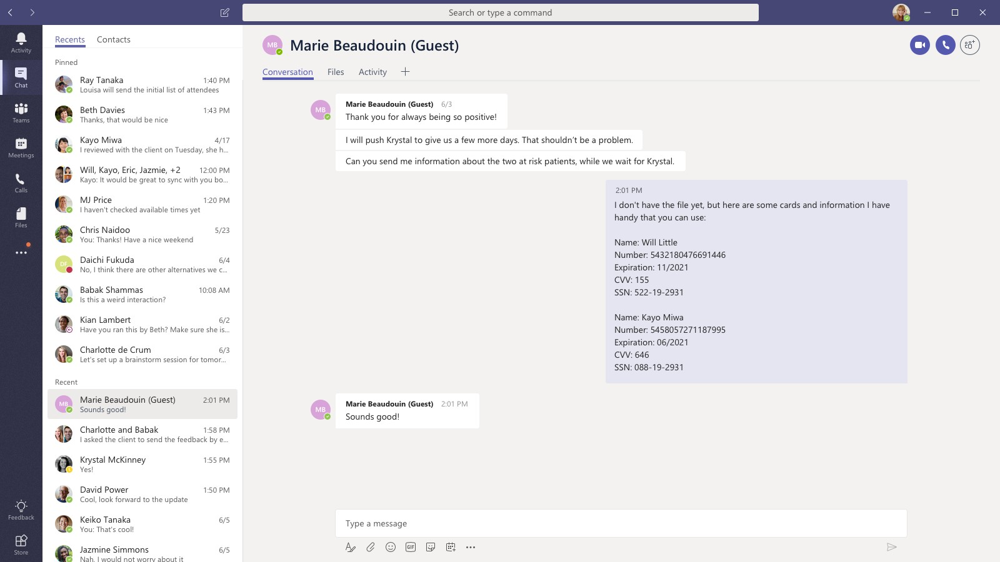 Search or type a command
Activity
Chat
Teams
Meetings
Calls
Files
Feedback
Store
Recents
Contacts
Pinned
Ray Tanaka 1:40 PM
Louisa will send the initial list of attendees
Beth Davies 1:43 PM
Thanks, that would be nice
Kayo Miwa 4/17
I reviewed with the client on Tuesday, she h...
Will, Kayo, Eric, Jazmie, +2 12:00 PM
Kayo: It would be great to sync with you bo...
MJ Price 1:20 PM
I haven't checked available times yet
Chris Naidoo 5/23
You: Thanks! Have a nice weekend
DF
Daichi Fukuda 6/4
No, I think there are other alternatives we c...
Babak Shammas 10:08 AM
Is this a weird interaction?
Kian Lambert 6/2
Have you ran this by Beth? Make sure she is...
Charlotte de Crum 6/3
Let's set up a brainstorm session for tomor...
Recent
MB
Marie Beaudouin (Guest) 2:01 PM
Sounds good!
Charlotte and Babak 1:58 PM
I asked the client to send the feedback by e...
Krystal McKinney 1:55 PM
Yes!
David Power 1:50 PM
Cool, look forward to the update
Keiko Tanaka 6/5
You: That's cool!
Jazmine Simmons 6/5
Nah, I would not worry about it
MB
Marie Beaudouin (Guest)
Conversation
Files
Activity
MB
Marie Beaudouin (Guest) 6/3
Thank you for always being so positive!
I will push Krystal to give us a few more days. That shouldn't be a problem.
Can you send me information about the two at risk patients, while we wait for Krystal.
2:01 PM
I don't have the file yet, but here are some cards and information I have
handy that you can use:
Name: Will Little
Number: 5432180476691446
Expiration: 11/2021
CVV: 155
SSN: 522-19-2931
Name: Kayo Miwa
Number: 5458057271187995
Expiration: 06/2021
CVV: 646
SSN: 088-19-2931
MB
Marie Beaudouin (Guest) 2:01 PM
Sounds good!
Type a message
GIF